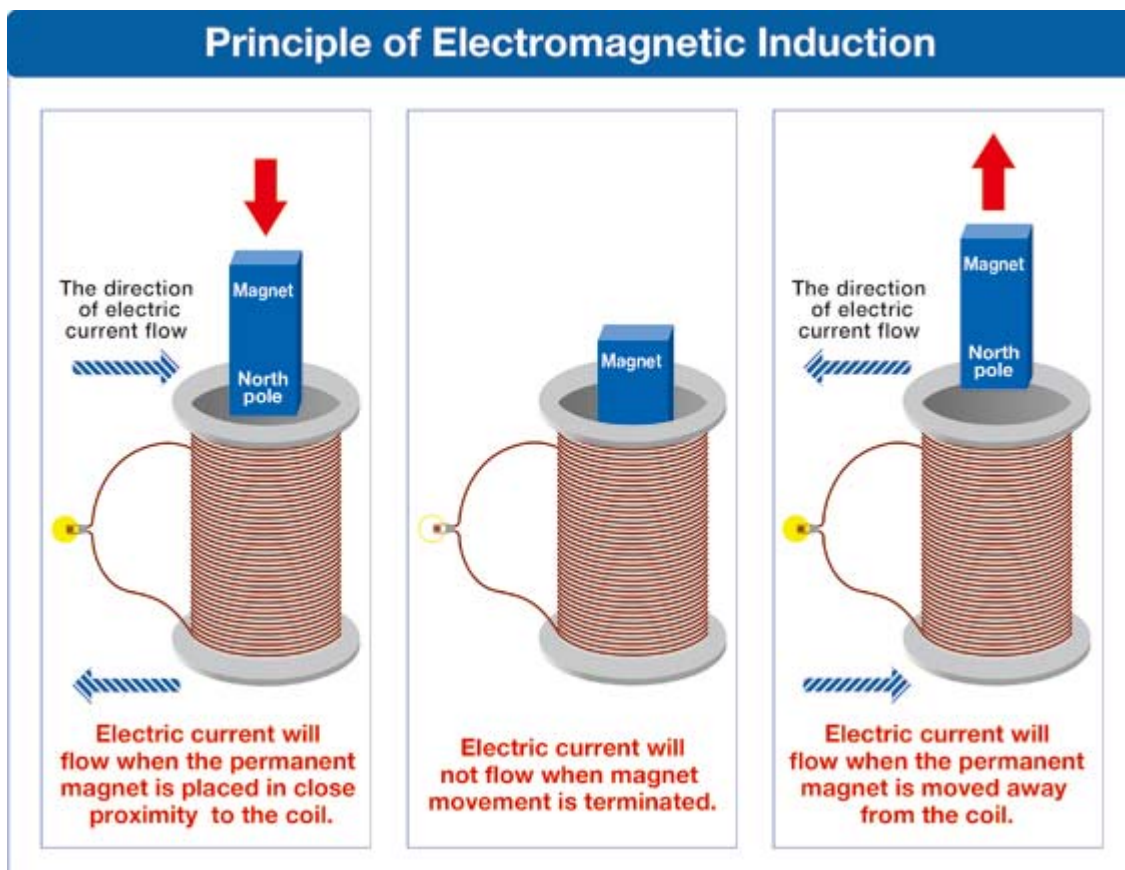 Principle of Electromagnetic Induction
The direction
of electric
current flow
Magnet
North
pole
Electric current will
flow when the permanent
magnet is placed in close
proximity to the coil.
Magnet
Electric current will
not flow when magnet
movement is terminated.
The direction
of electric
current flow
Magnet
North
pole
Electric current will
flow when the permanent
magnet is moved away
from the coil.